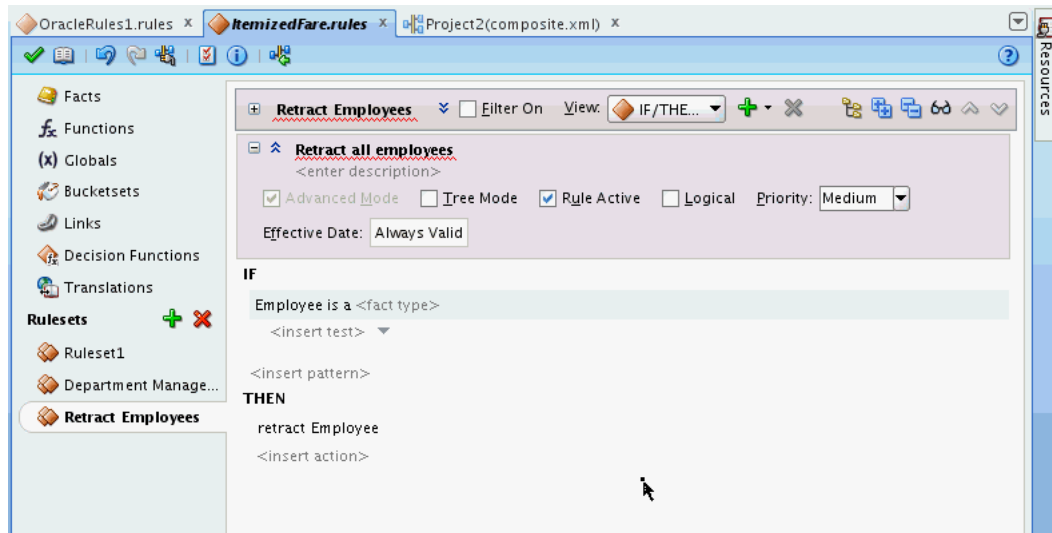 OracleRules1.rules x ItemizedFare.rules x Project2(composite.xml) x
Resources
Facts
Functions
Globals
Bucketsets
Links
Decision Functions
Translations
Rulesets
Ruleset1
Department Manage...
Retract Employees
Retract Employees Filter On View: IF/THE...
Retract all employees
<enter description>
Advanced Mode Tree Mode Rule Active Logical Priority: Medium
Effective Date: Always Valid
IF
Employee is a <fact type>
<insert test>
<insert pattern>
THEN
retract Employee
<insert action>